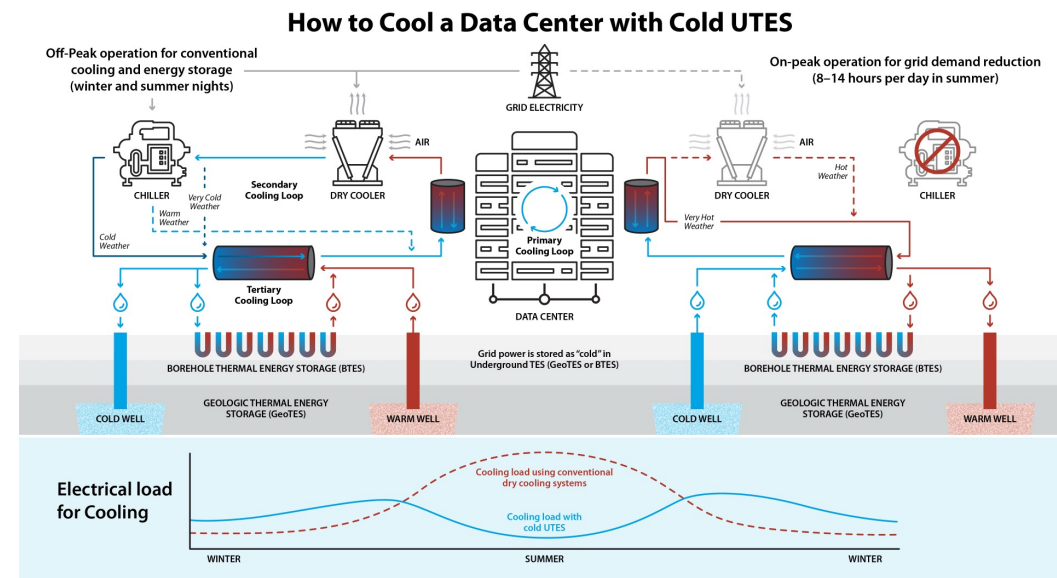 How to Cool a Data Center with Cold UTES
Off-Peak operation for conventional
cooling and energy storage
(winter and summer nights)
GRID ELECTRICITY
On-peak operation for grid demand reduction
(8–14 hours per day in summer)
CHILLER
Very Cold
Weather
Warm
Weather
Cold
Weather
Secondary
Cooling Loop
DRY COOLER
AIR
Tertiary
Cooling Loop
Primary
Cooling Loop
DATA CENTER
AIR
DRY COOLER
Hot
Weather
Very Hot
Weather
CHILLER
BOREHOLE THERMAL ENERGY STORAGE (BTES)
GEOLOGIC THERMAL ENERGY
STORAGE (GeoTES)
COLD WELL
WARM WELL
Grid power is stored as “cold” in
Underground TES (GeoTES or BTES)
BOREHOLE THERMAL ENERGY STORAGE (BTES)
GEOLOGIC THERMAL ENERGY
STORAGE (GeoTES)
COLD WELL
WARM WELL
Electrical load
for Cooling
Cooling load using conventional
dry cooling systems
Cooling load with
cold UTES
WINTER
SUMMER
WINTER